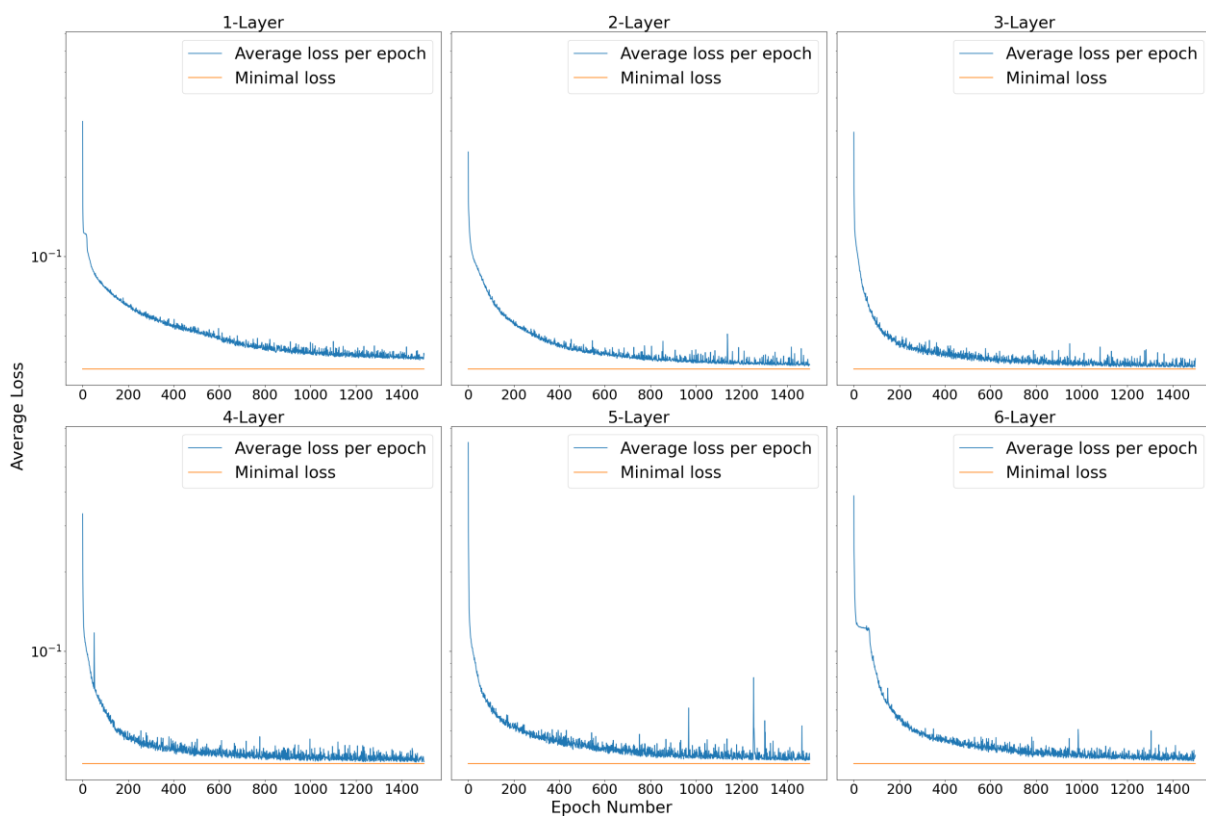 1-Layer
Average loss per epoch
Minimal loss
0 200 400 600 800 1000 1200 1400
2-Layer
Average loss per epoch
Minimal loss
0 200 400 600 800 1000 1200 1400
3-Layer
Average loss per epoch
Minimal loss
0 200 400 600 800 1000 1200 1400
10⁻¹
Average Loss
4-Layer
Average loss per epoch
Minimal loss
0 200 400 600 800 1000 1200 1400
5-Layer
Average loss per epoch
Minimal loss
0 200 400 600 800 1000 1200 1400
6-Layer
Average loss per epoch
Minimal loss
0 200 400 600 800 1000 1200 1400
10⁻¹
Epoch Number